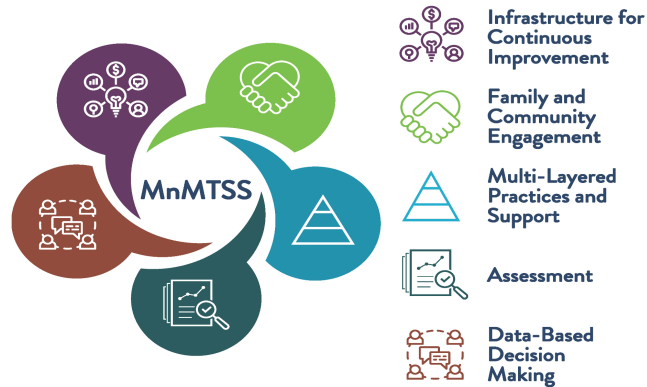 MnMTSS
Infrastructure for
Continuous
Improvement
Family and
Community
Engagement
Multi-Layered
Practices and
Support
Assessment
Data-Based
Decision
Making